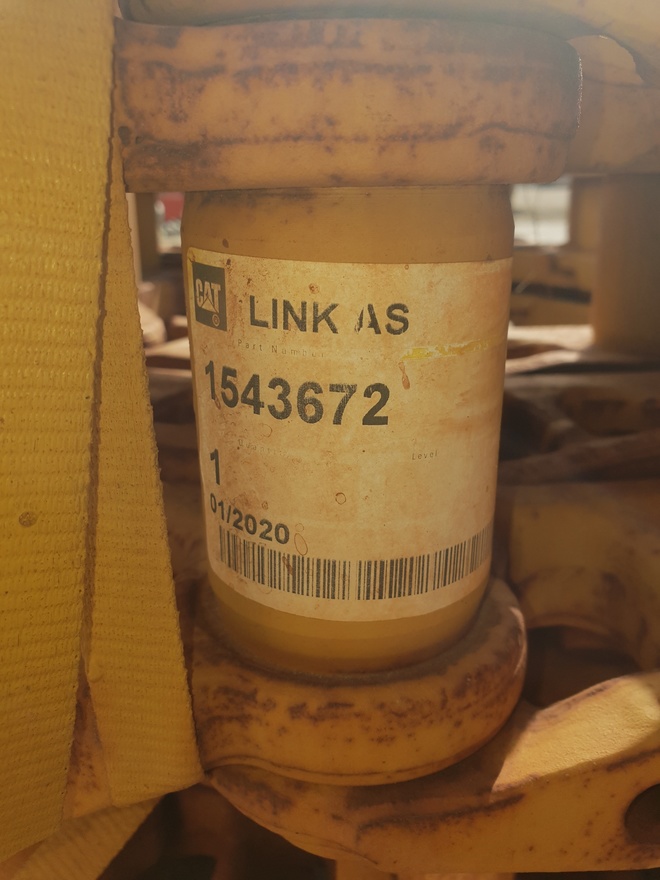 CAT
LINK AS
Part Number
1543672
Level
1
01/2020